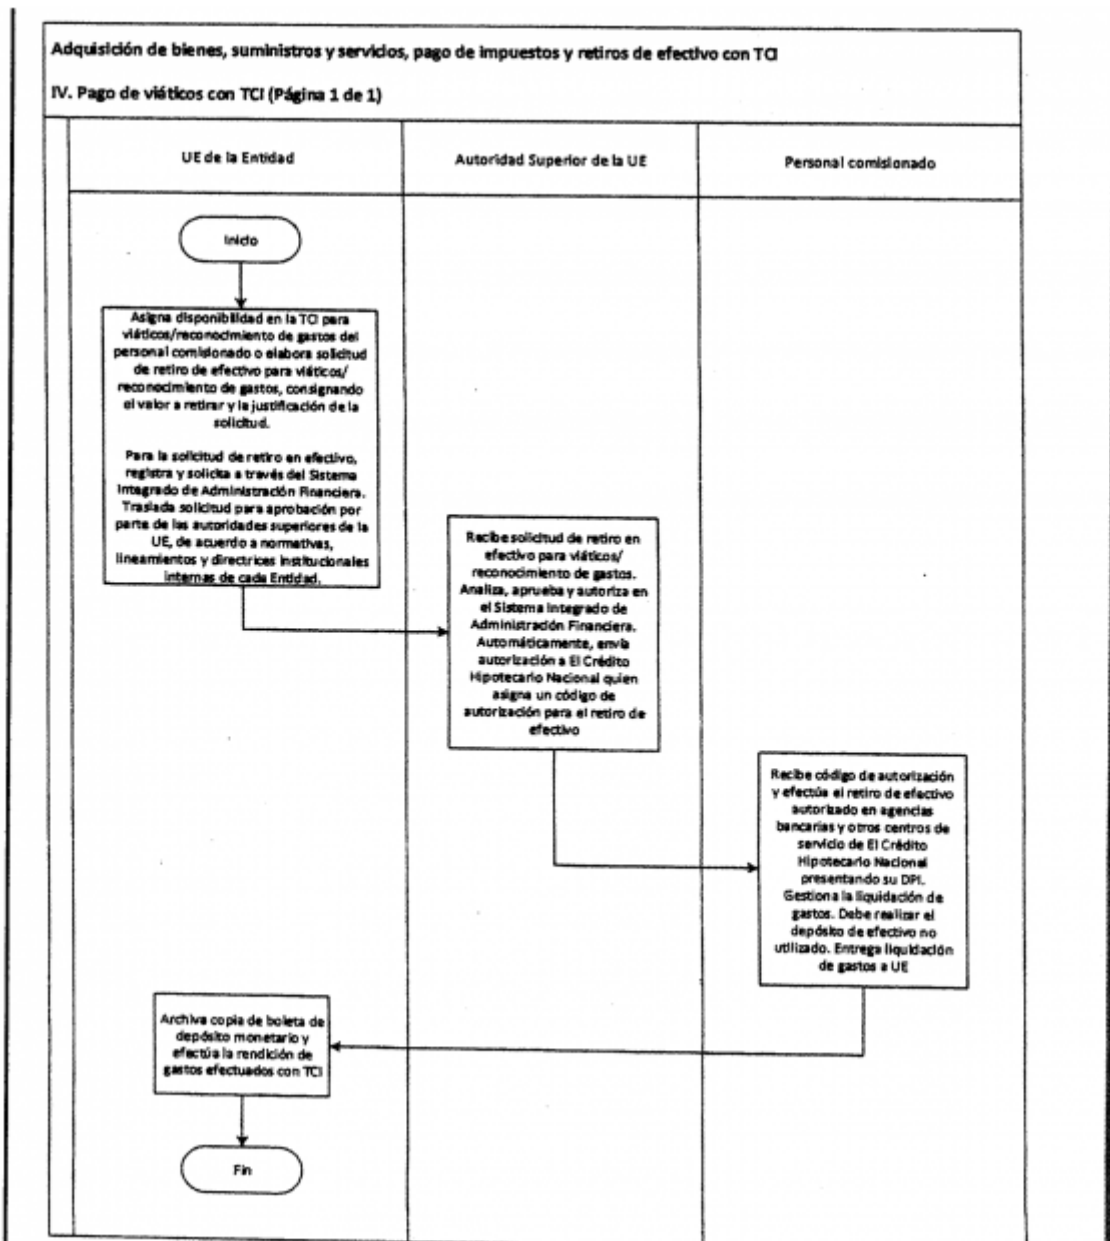 Adquisición de bienes, suministros y servicios, pago de impuestos y retiros de efectivo con TCI
IV. Pago de viáticos con TCI (Página 1 de 1)
UE de la Entidad
Autoridad Superior de la UE
Personal comisionado
Inicio
Asigna disponibilidad en la TCI para
viáticos/reconocimiento de gastos del
personal comisionado o elabora solicitud
de retiro de efectivo para viáticos/
reconocimiento de gastos, consignando
el valor a retirar y la justificación de la
solicitud.
Para la solicitud de retiro en efectivo,
registra y solicita a través del Sistema
Integrado de Administración Financiera.
Traslada solicitud para aprobación por
parte de las autoridades superiores de la
UE, de acuerdo a normativas,
lineamientos y directrices institucionales
internas de cada Entidad.
Recibe solicitud de retiro en
efectivo para viáticos/
reconocimiento de gastos.
Analiza, aprueba y autoriza en
el Sistema Integrado de
Administración Financiera.
Automáticamente, envía
autorización a El Crédito
Hipotecario Nacional quien
asigna un código de
autorización para el retiro de
efectivo
Recibe código de autorización
y efectúa el retiro de efectivo
autorizado en agencias
bancarias y otros centros de
servicio de El Crédito
Hipotecario Nacional
presentando su DPI.
Gestiona la liquidación de
gastos. Debe realizar el
depósito de efectivo no
utilizado. Entrega liquidación
de gastos a UE
Archiva copia de boleta de
depósito monetario y
efectúa la rendición de
gastos efectuados con TCI
Fin